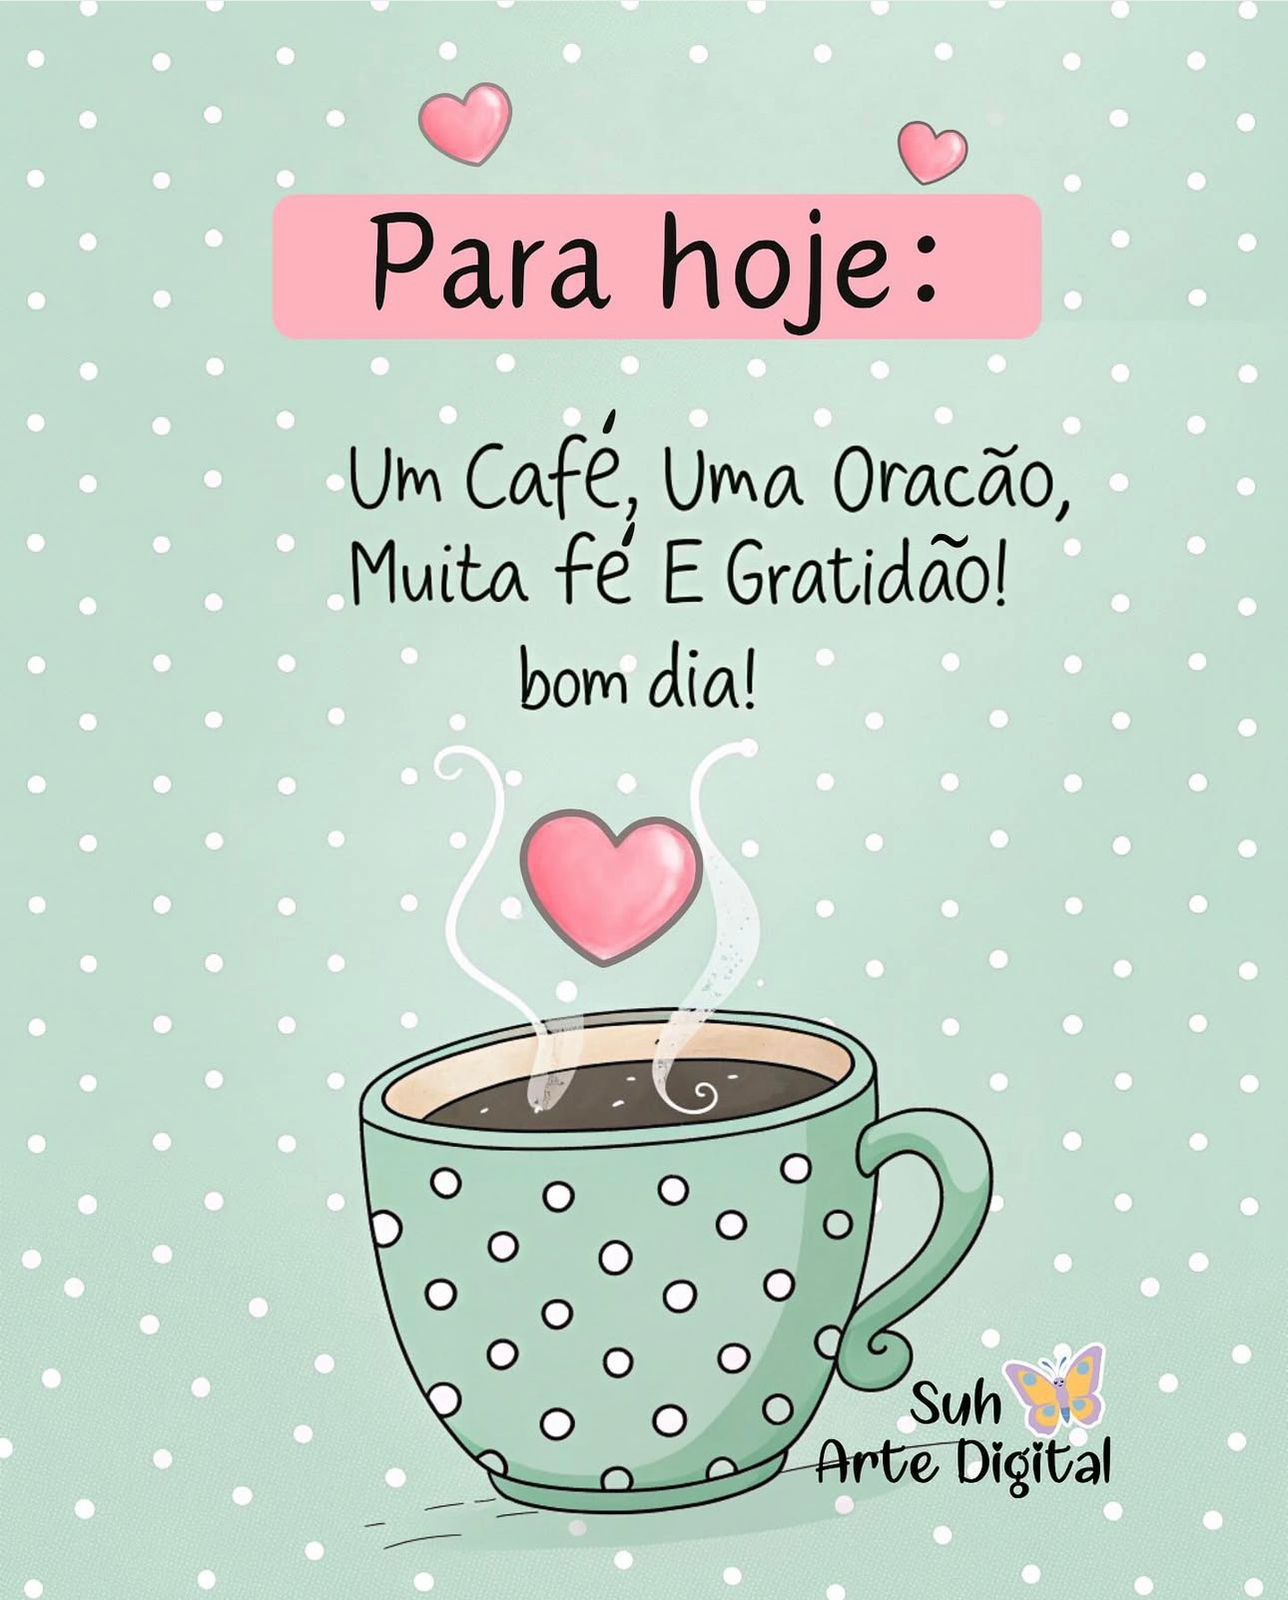 Para hoje:
Um Café, Uma Oracão,
Muita fé E Gratidão!
bom dia!
Suh
Arte Digital